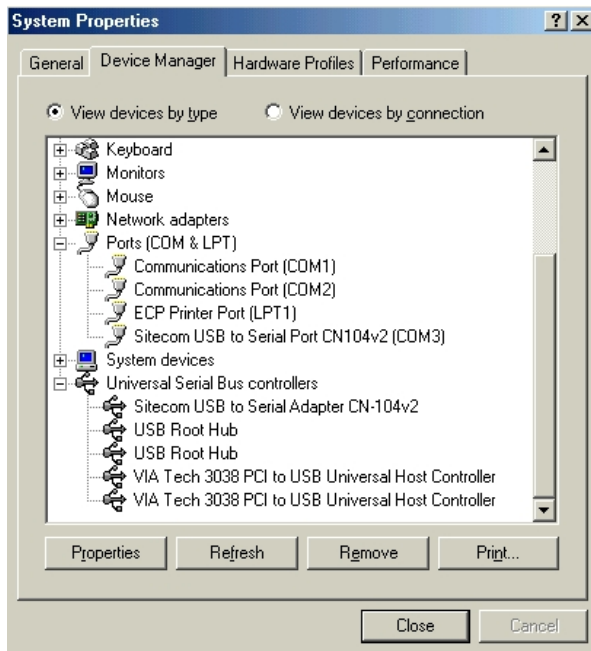 System Properties
General Device Manager Hardware Profiles Performance
View devices by type View devices by connection
Keyboard
Monitors
Mouse
Network adapters
Ports (COM & LPT)
Communications Port (COM1)
Communications Port (COM2)
ECP Printer Port (LPT1)
Sitecom USB to Serial Port CN104v2 (COM3)
System devices
Universal Serial Bus controllers
Sitecom USB to Serial Adapter CN-104v2
USB Root Hub
USB Root Hub
VIA Tech 3038 PCI to USB Universal Host Controller
VIA Tech 3038 PCI to USB Universal Host Controller
Properties Refresh Remove Print...
Close Cancel